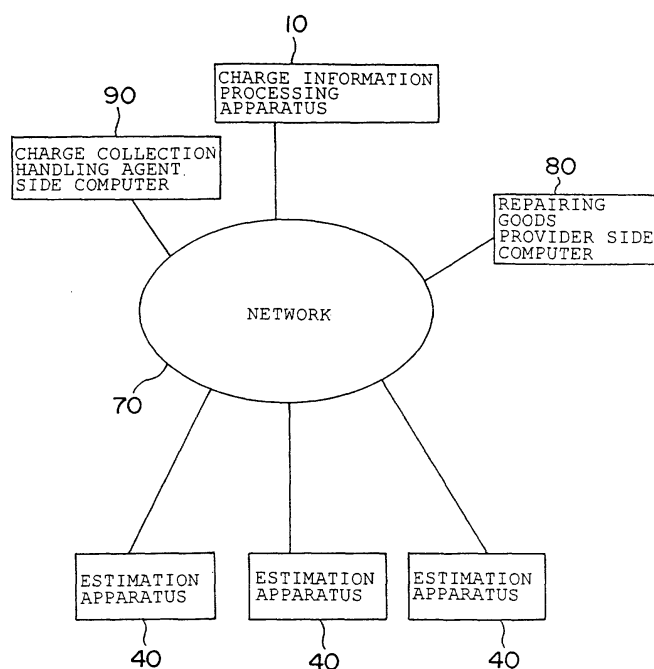 10
CHARGE INFORMATION
PROCESSING
APPARATUS
90
CHARGE COLLECTION
HANDLING AGENT
SIDE COMPUTER
80
REPAIRING
GOODS
PROVIDER SIDE
COMPUTER
NETWORK
70
ESTIMATION
APPARATUS
ESTIMATION
APPARATUS
ESTIMATION
APPARATUS
40
40
40